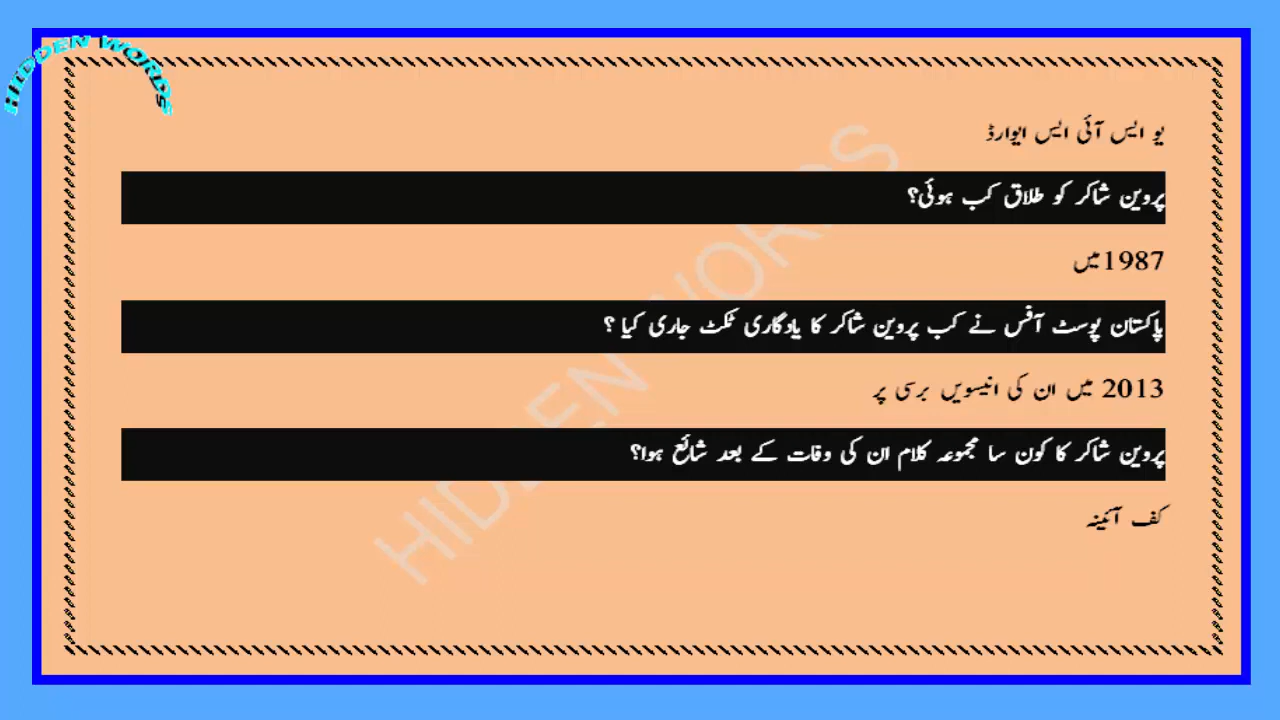 HIDDEN WORDS
یو ایس آئی ایس ایوارڈ
پروین شاکر کو طلاق کب ہوئی؟
1987میں
پاکستان پوسٹ آفس نے کب پروین شاکر کا یادگاری ٹکٹ جاری کیا ؟
2013 میں ان کی انیسویں برسی پر
پروین شاکر کا کون سا مجموعہ کلام ان کی وفات کے بعد شائع ہوا؟
کف آئینہ
HIDDEN WORDS